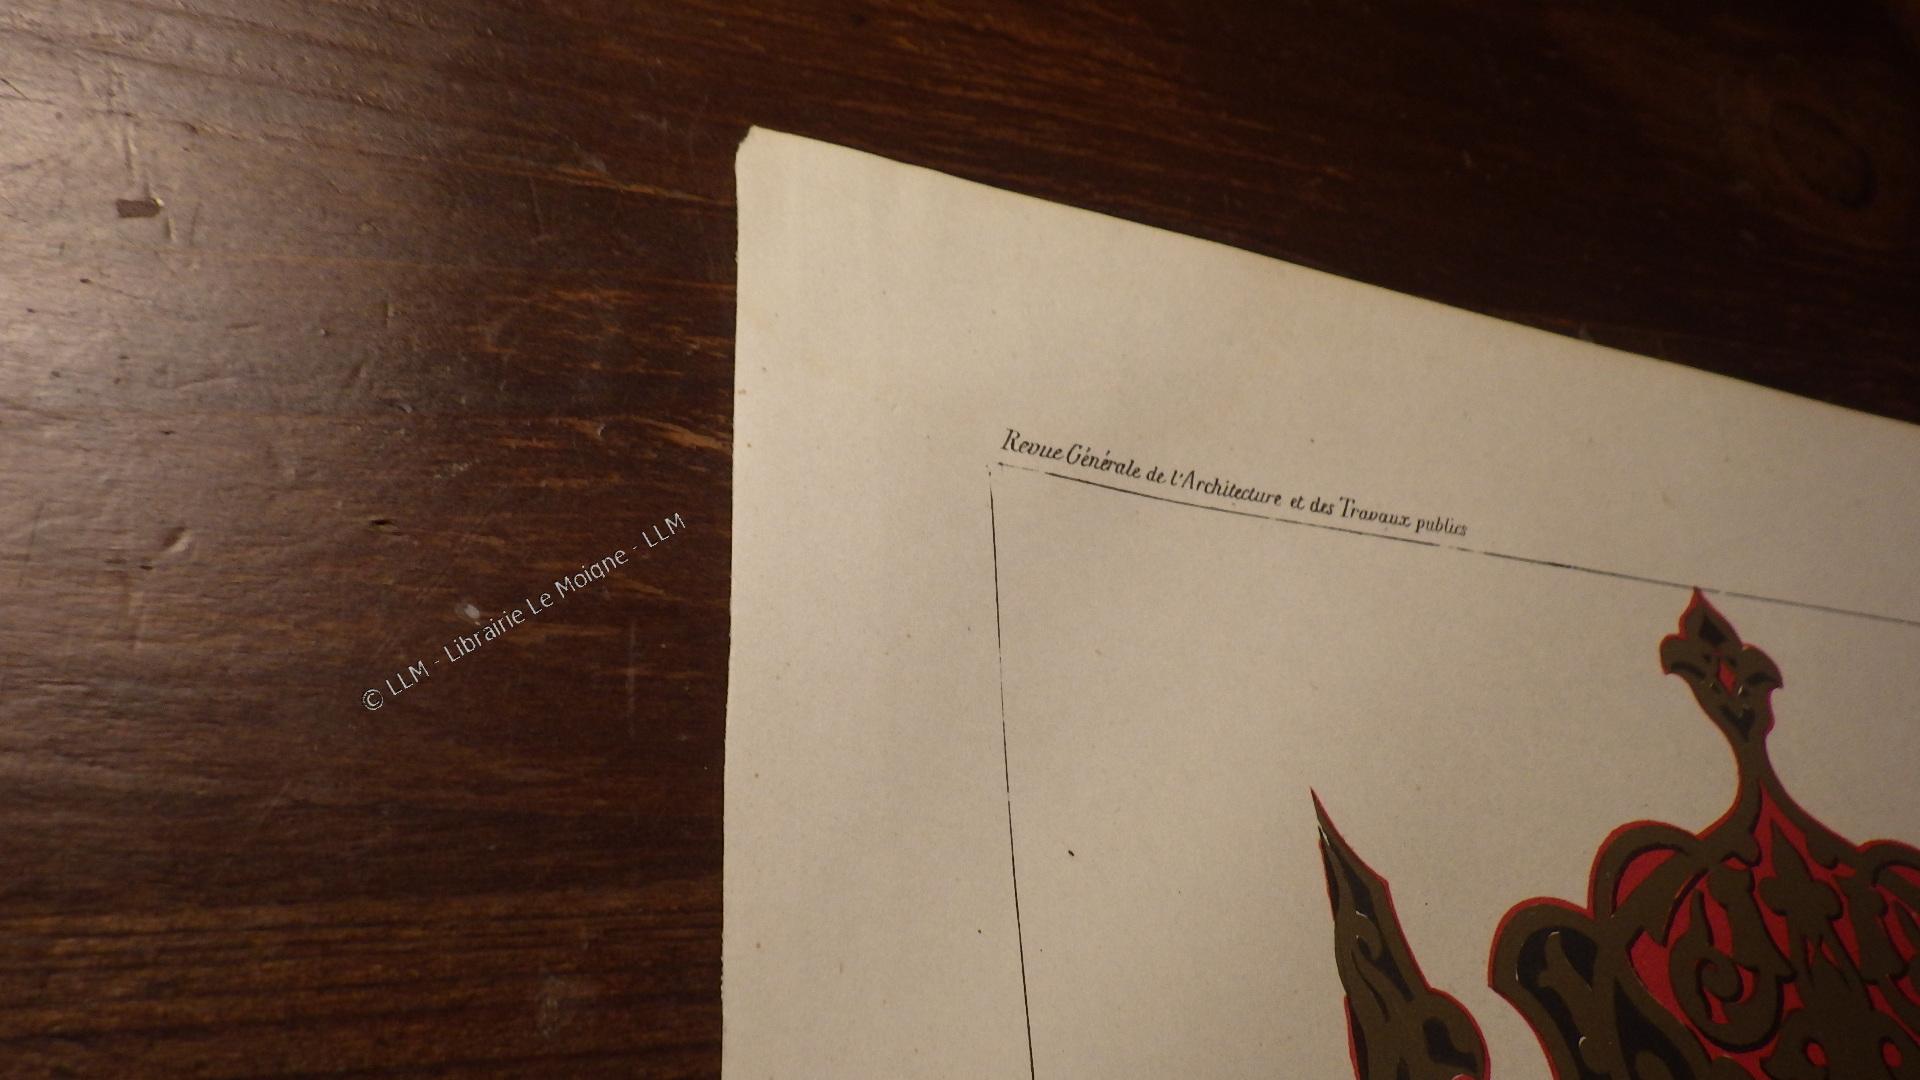 Revue Générale de l'Architecture et des Travaux publics
© LLM - Librairie Le Moigne - LLM